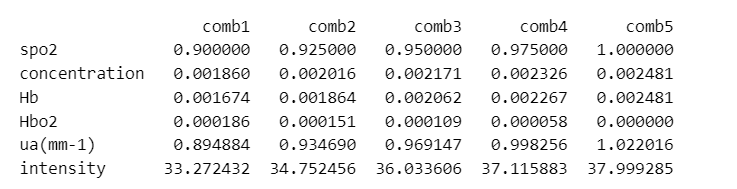 comb1 comb2 comb3 comb4 comb5
spo2 0.900000 0.925000 0.950000 0.975000 1.000000
concentration 0.001860 0.002016 0.002171 0.002326 0.002481
Hb 0.001674 0.001864 0.002062 0.002267 0.002481
Hbo2 0.000186 0.000151 0.000109 0.000058 0.000000
ua(mm-1) 0.894884 0.934690 0.969147 0.998256 1.022016
intensity 33.272432 34.752456 36.033606 37.115883 37.999285